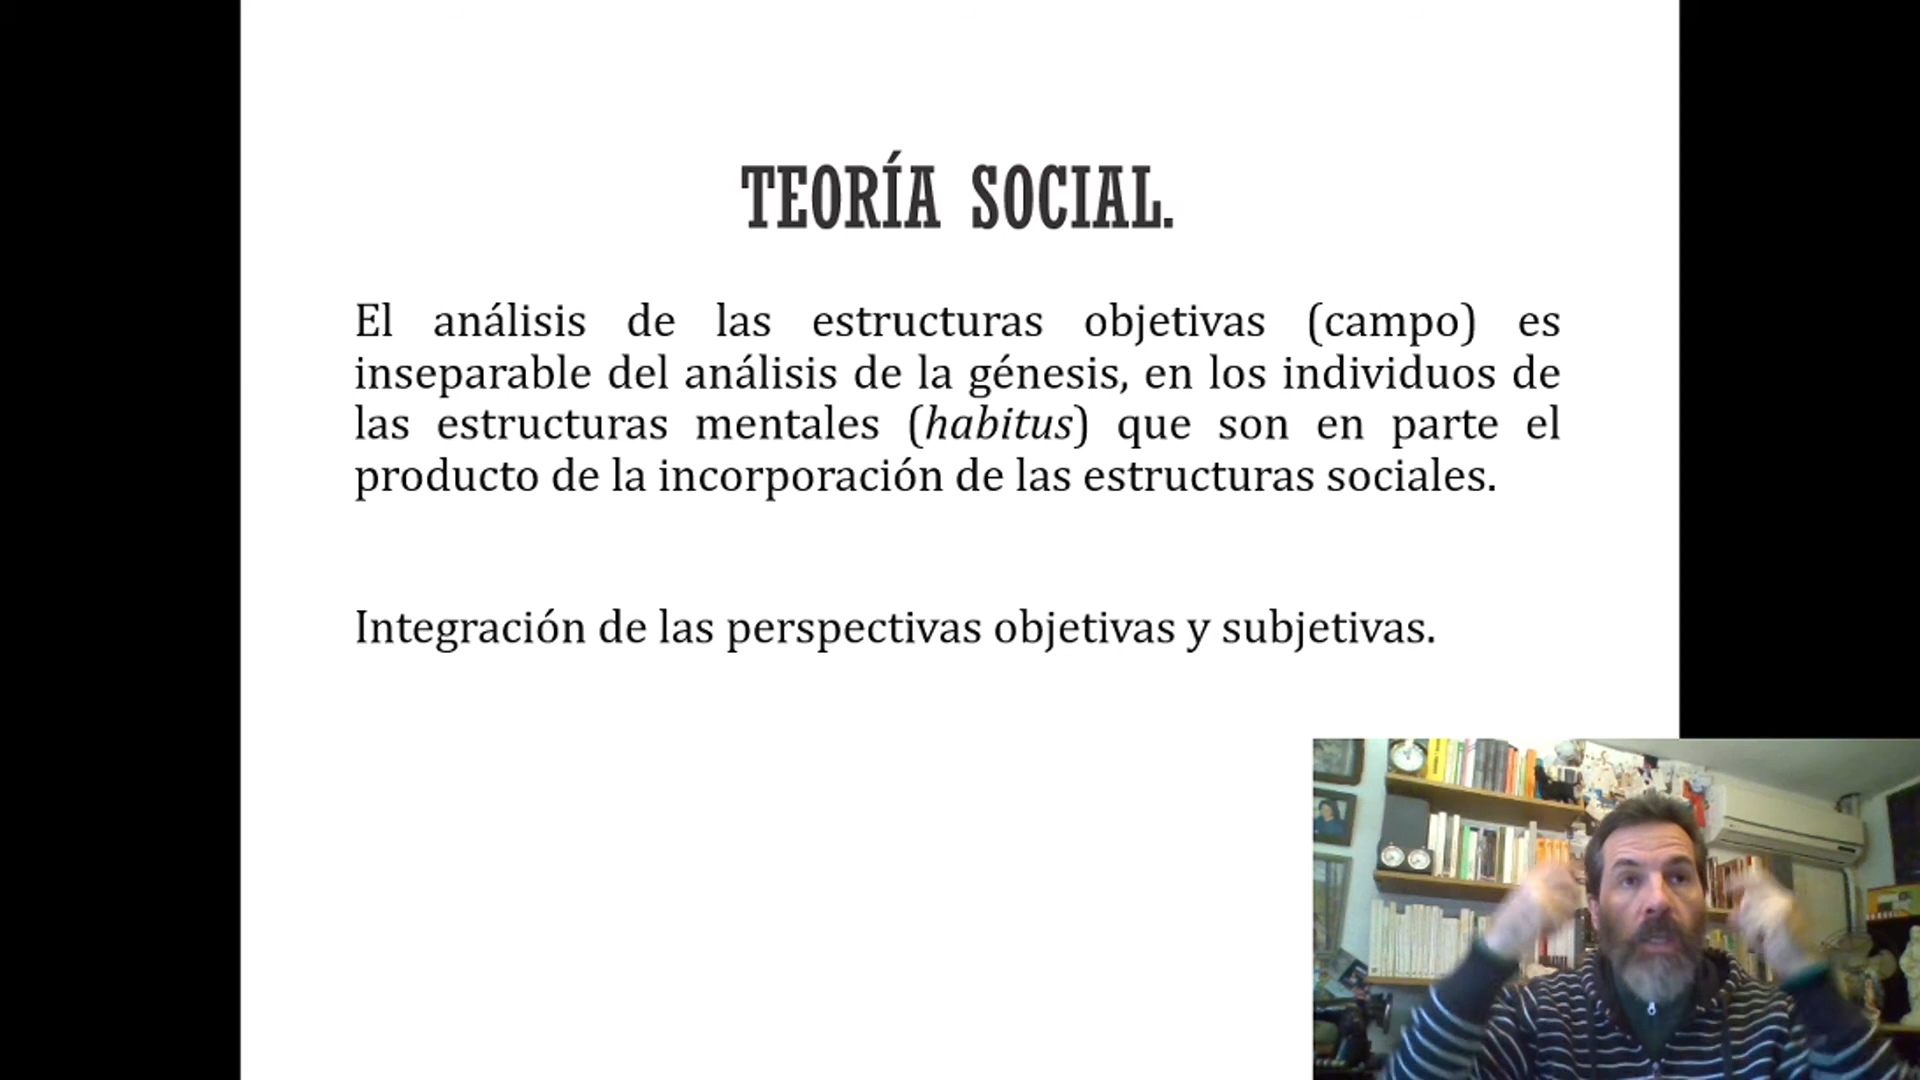 TEORÍA SOCIAL.
El análisis de las estructuras objetivas (campo) es
inseparable del análisis de la génesis, en los individuos de
las estructuras mentales (habitus) que son en parte el
producto de la incorporación de las estructuras sociales.
Integración de las perspectivas objetivas y subjetivas.